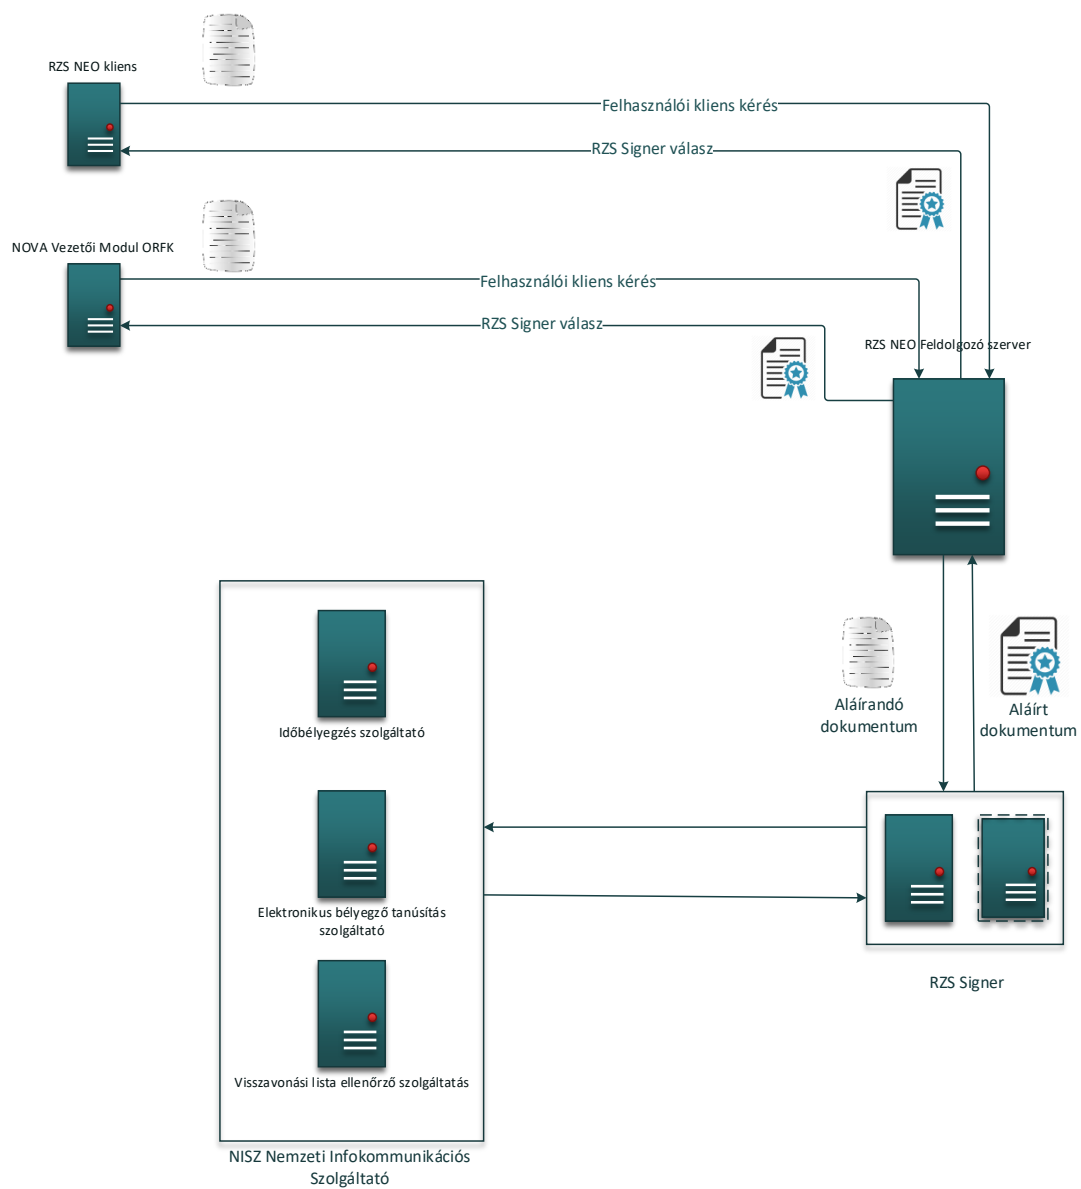 RZS NEO kliens
Felhasználói kliens kérés
RZS Signer válasz
NOVA Vezetői Modul ORFK
Felhasználói kliens kérés
RZS Signer válasz
RZS NEO Feldolgozó szerver
Aláírandó
dokumentum
Aláírt
dokumentum
Időbélyegzés szolgáltató
Elektronikus bélyegző tanúsítás
szolgáltató
RZS Signer
Visszavonási lista ellenőrző szolgáltatás
NISZ Nemzeti Infokommunikációs
Szolgáltató